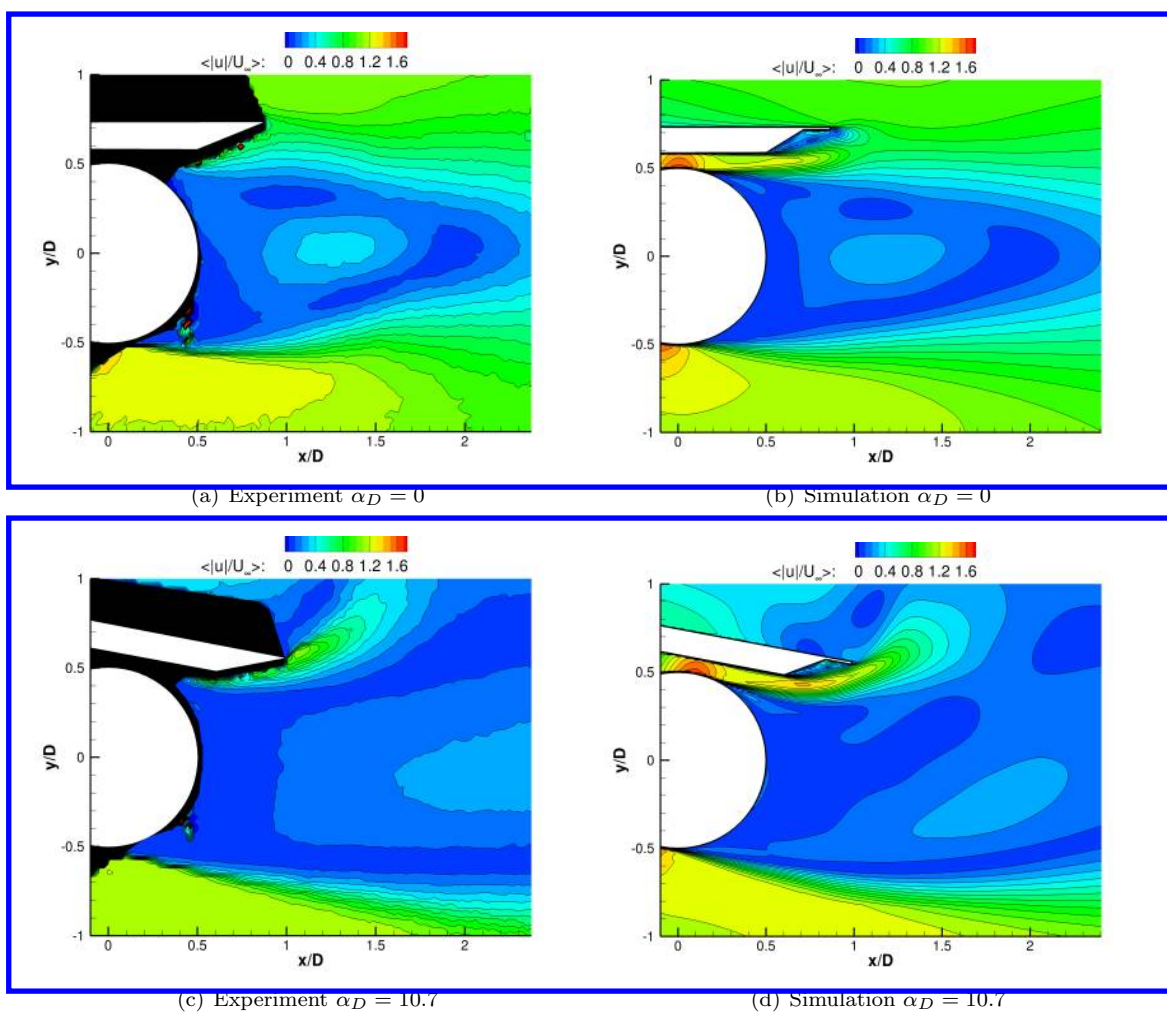 <|u|/U∞>: 0 0.4 0.8 1.2 1.6
1
0.5
0
-0.5
-1
y/D
0 0.5 1 1.5 2
x/D
(a) Experiment αD = 0
<|u|/U∞>: 0 0.4 0.8 1.2 1.6
1
0.5
0
-0.5
-1
y/D
0 0.5 1 1.5 2
x/D
(b) Simulation αD = 0
<|u|/U∞>: 0 0.4 0.8 1.2 1.6
1
0.5
0
-0.5
-1
y/D
0 0.5 1 1.5 2
x/D
(c) Experiment αD = 10.7
<|u|/U∞>: 0 0.4 0.8 1.2 1.6
1
0.5
0
-0.5
-1
y/D
0 0.5 1 1.5 2
x/D
(d) Simulation αD = 10.7